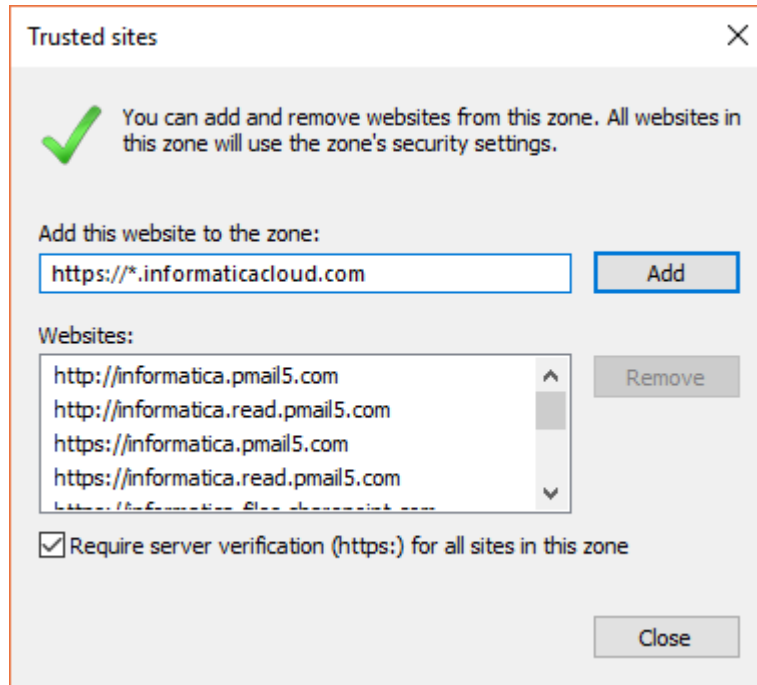 Trusted sites
You can add and remove websites from this zone. All websites in
this zone will use the zone's security settings.
Add this website to the zone:
https://*.informaticacloud.com
Add
Websites:
http://informatica.pmail5.com
Remove
http://informatica.read.pmail5.com
https://informatica.pmail5.com
https://informatica.read.pmail5.com
Require server verification (https:) for all sites in this zone
Close